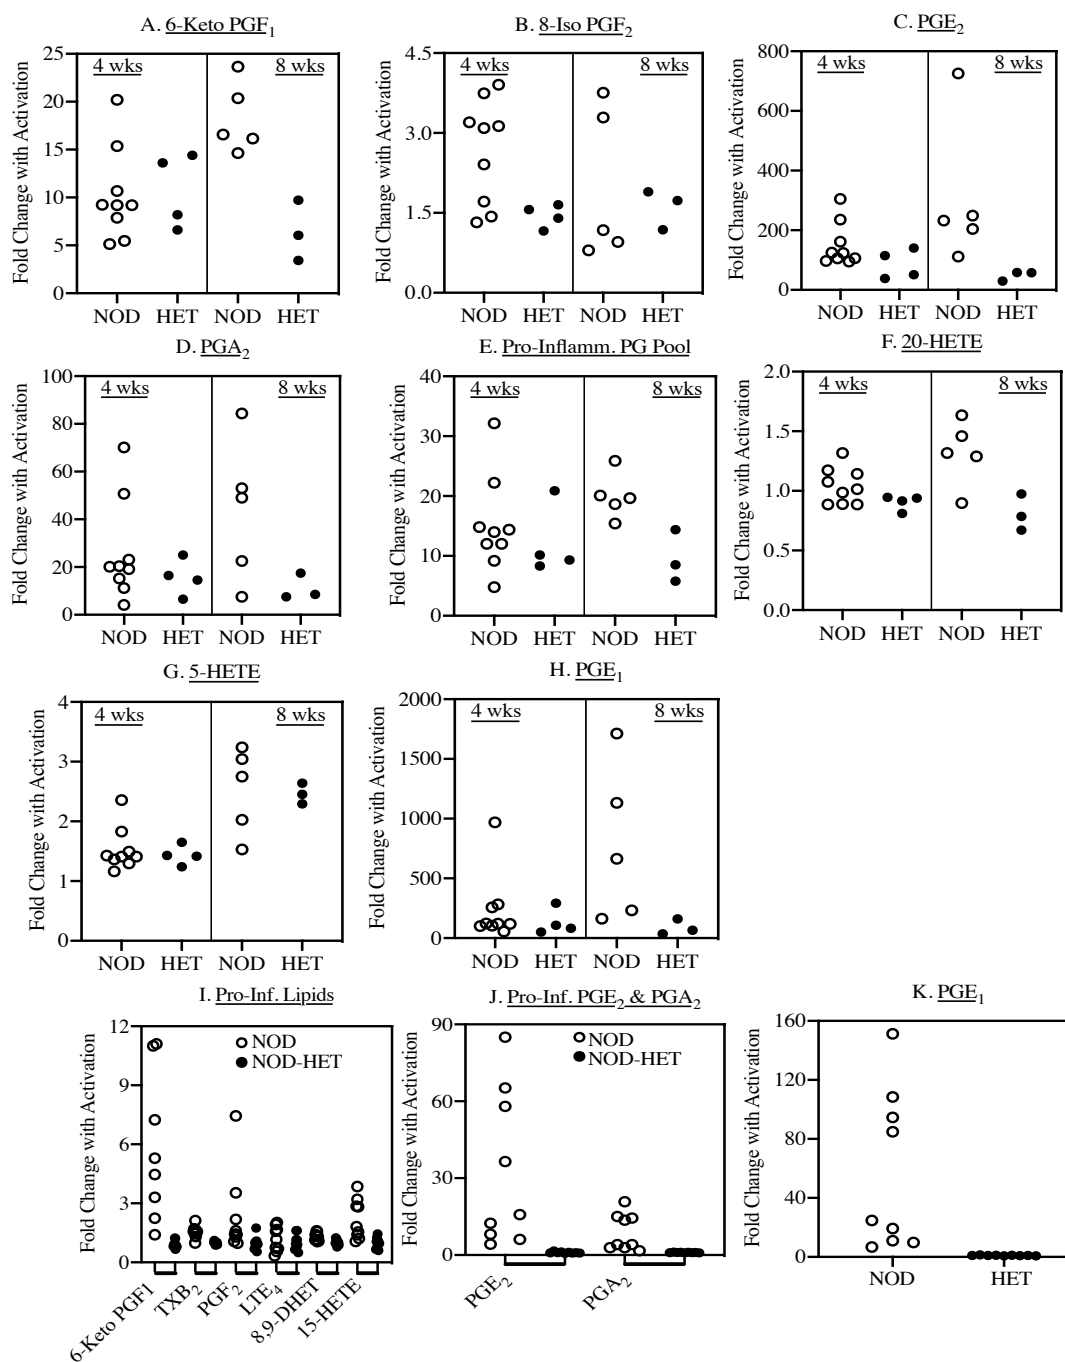 A. 6-Keto PGF1
Fold Change with Activation
25
20
15
10
5
0
4 wks
8 wks
NOD HET NOD HET
B. 8-Iso PGF2
Fold Change with Activation
4.5
3.0
1.5
0.0
4 wks
8 wks
NOD HET NOD HET
C. PGE2
Fold Change with Activation
800
600
400
200
0
4 wks
8 wks
NOD HET NOD HET
D. PGA2
Fold Change with Activation
100
80
60
40
20
0
4 wks
8 wks
NOD HET NOD HET
E. Pro-Inflamm. PG Pool
Fold Change with Activation
40
30
20
10
0
4 wks
8 wks
NOD HET NOD HET
F. 20-HETE
Fold Change with Activation
2.0
1.5
1.0
0.5
0.0
4 wks
8 wks
NOD HET NOD HET
G. 5-HETE
Fold Change with Activation
4
3
2
1
0
4 wks
8 wks
NOD HET NOD HET
H. PGE1
Fold Change with Activation
2000
1500
1000
500
0
4 wks
8 wks
NOD HET NOD HET
I. Pro-Inf. Lipids
Fold Change with Activation
12
9
6
3
0
NOD
NOD-HET
6-Keto PGF1
TXB2
PGF2
LTE4
8,9-DHET
15-HETE
J. Pro-Inf. PGE2 & PGA2
Fold Change with Activation
90
60
30
0
NOD
NOD-HET
PGE2
PGA2
K. PGE1
Fold Change with Activation
160
120
80
40
0
NOD HET